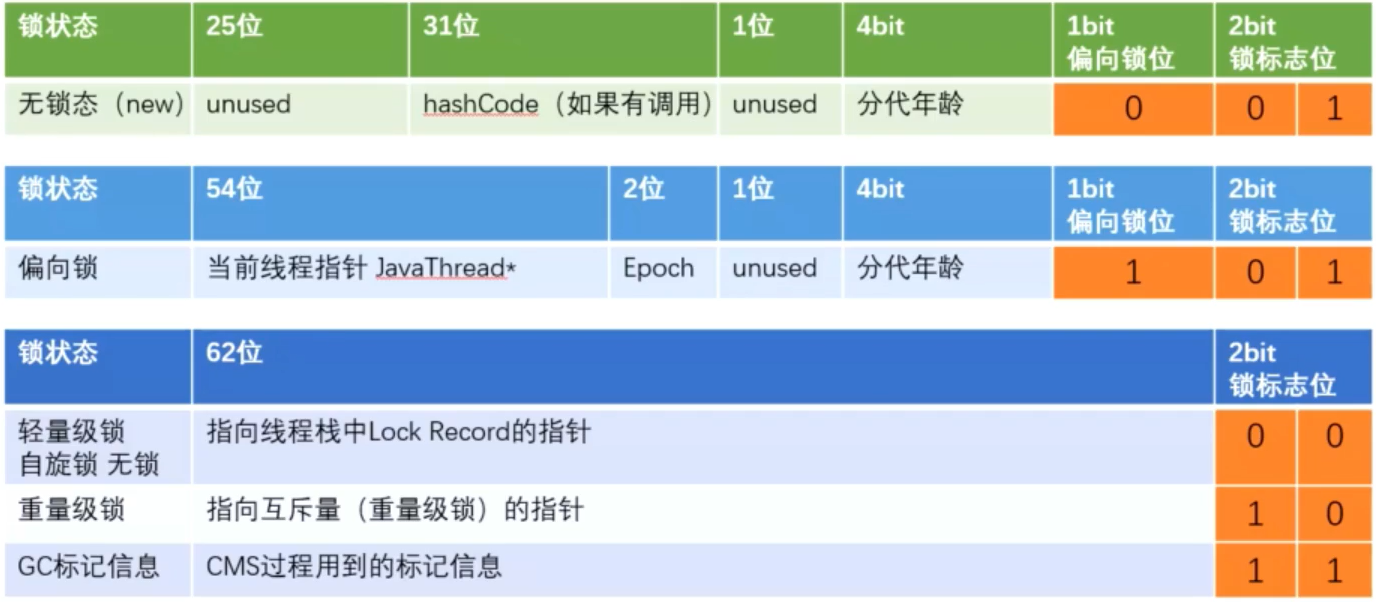 锁状态 25位 31位 1位 4bit 1bit 2bit
偏向锁位 锁标志位
无锁态（new） unused hashCode（如果有调用） unused 分代年龄 0 0 1
锁状态 54位 2位 1位 4bit 1bit 2bit
偏向锁位 锁标志位
偏向锁 当前线程指针 JavaThread* Epoch unused 分代年龄 1 0 1
锁状态 62位 2bit
锁标志位
轻量级锁 指向线程栈中Lock Record的指针 0 0
自旋锁 无锁
重量级锁 指向互斥量（重量级锁）的指针 1 0
GC标记信息 CMS过程用到的标记信息 1 1